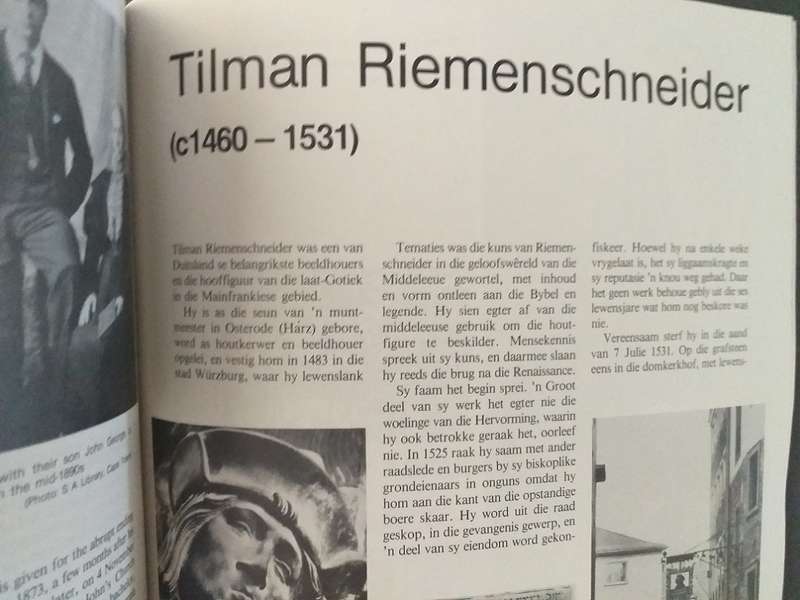 Tilman Riemenschneider
(c1460 – 1531)
Tilman Riemenschneider was een van
Duitsland se belangrikste beeldhouers
en die hooffiguur van die laat-Gotiek
in die Mainfrankiese gebied.
Hy is as die seun van 'n munt-
meester in Osterode (Harz) gebore,
word as houtkerwer en beeldhouer
opgelei, en vestig hom in 1483 in die
stad Würzburg, waar hy lewenslank
Tematies was die kuns van Riemen-
schneider in die geloofswêreld van die
Middeleeue gewortel, met inhoud
en vorm ontleen aan die Bybel en
legende. Hy sien egter af van die
middeleeuse gebruik om die hout-
figure te beskilder. Mensekennis
spreek uit sy kuns, en daarmee slaan
hy reeds die brug na die Renaissance.
Sy faam het begin sprei. 'n Groot
deel van sy werk het egter nie die
woelinge van die Hervorming, waarin
hy ook betrokke geraak het, oorleef
nie. In 1525 raak hy saam met ander
raadslede en burgers by sy biskoplike
grondeienaars in onguns omdat hy
hom aan die kant van die opstandige
boere skaar. Hy word uit die raad
geskop, in die gevangenis gewerp, en
'n deel van sy eiendom word gekon-
fiskeer. Hoewel hy na enkele weke
vrygelaat is, het sy liggaamskragte en
sy reputasie 'n knou weg gehad. Daar
het geen werk behoue gebly uit die ses
lewensjare wat hom nog beskore was
nie.
Vereensaam sterf hy in die aand
van 7 Julie 1531. Op die grafsteen
eens in die domkerkhof, met lewens-
with their son John George
the mid-1890s
(Photo: S A Library, Cape Town)
is given for the abrupt ending
1873, a few months after
later, on 4 November
John's Church